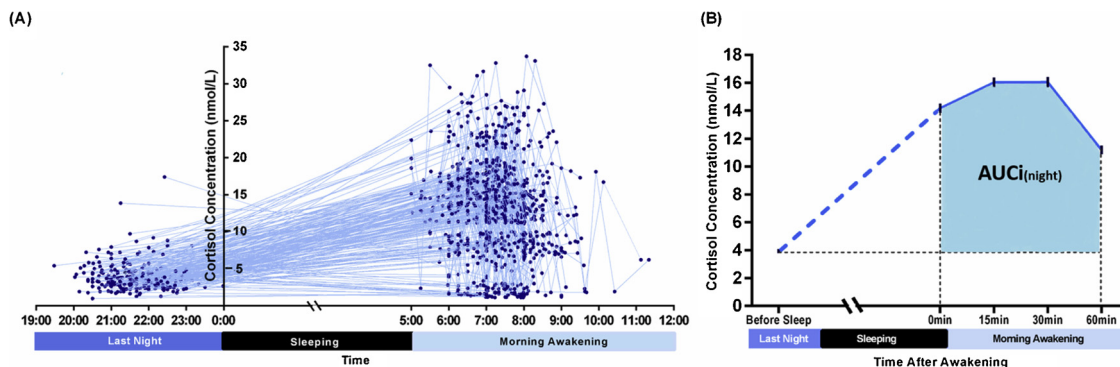 (A)
Cortisol Concentration (nmol/L)
35
30
25
20
15
10
5
19:00 20:00 21:00 22:00 23:00 0:00 5:00 6:00 7:00 8:00 9:00 10:00 11:00 12:00
Last Night Sleeping Morning Awakening
Time
(B)
Cortisol Concentration (nmol/L)
18
16
14
12
10
8
6
4
2
0
AUCi(night)
Before Sleep 0min 15min 30min 60min
Last Night Sleeping Morning Awakening
Time After Awakening